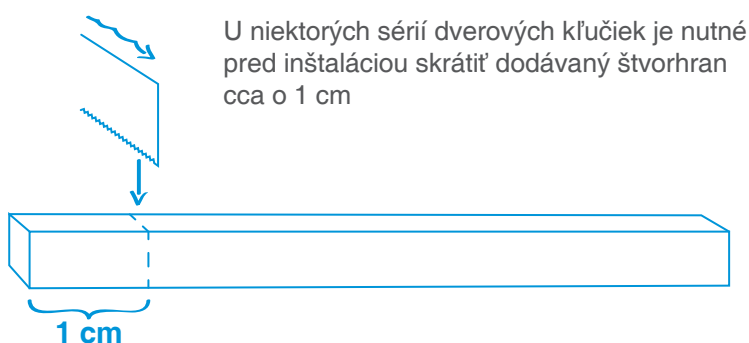 U niektorých sérií dverových kľučiek je nutné
pred inštaláciou skrátiť dodávaný štvorhran
cca o 1 cm
1 cm